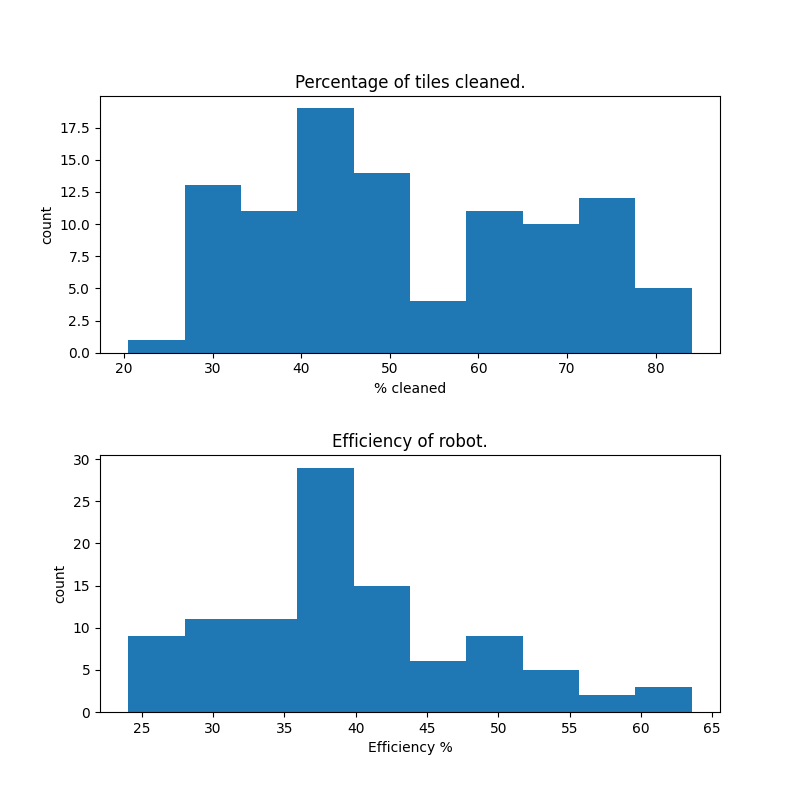 Percentage of tiles cleaned.
17.5
15.0
12.5
10.0
7.5
5.0
2.5
0.0
count
20 30 40 50 60 70 80
% cleaned
Efficiency of robot.
30
25
20
15
10
5
0
count
25 30 35 40 45 50 55 60 65
Efficiency %